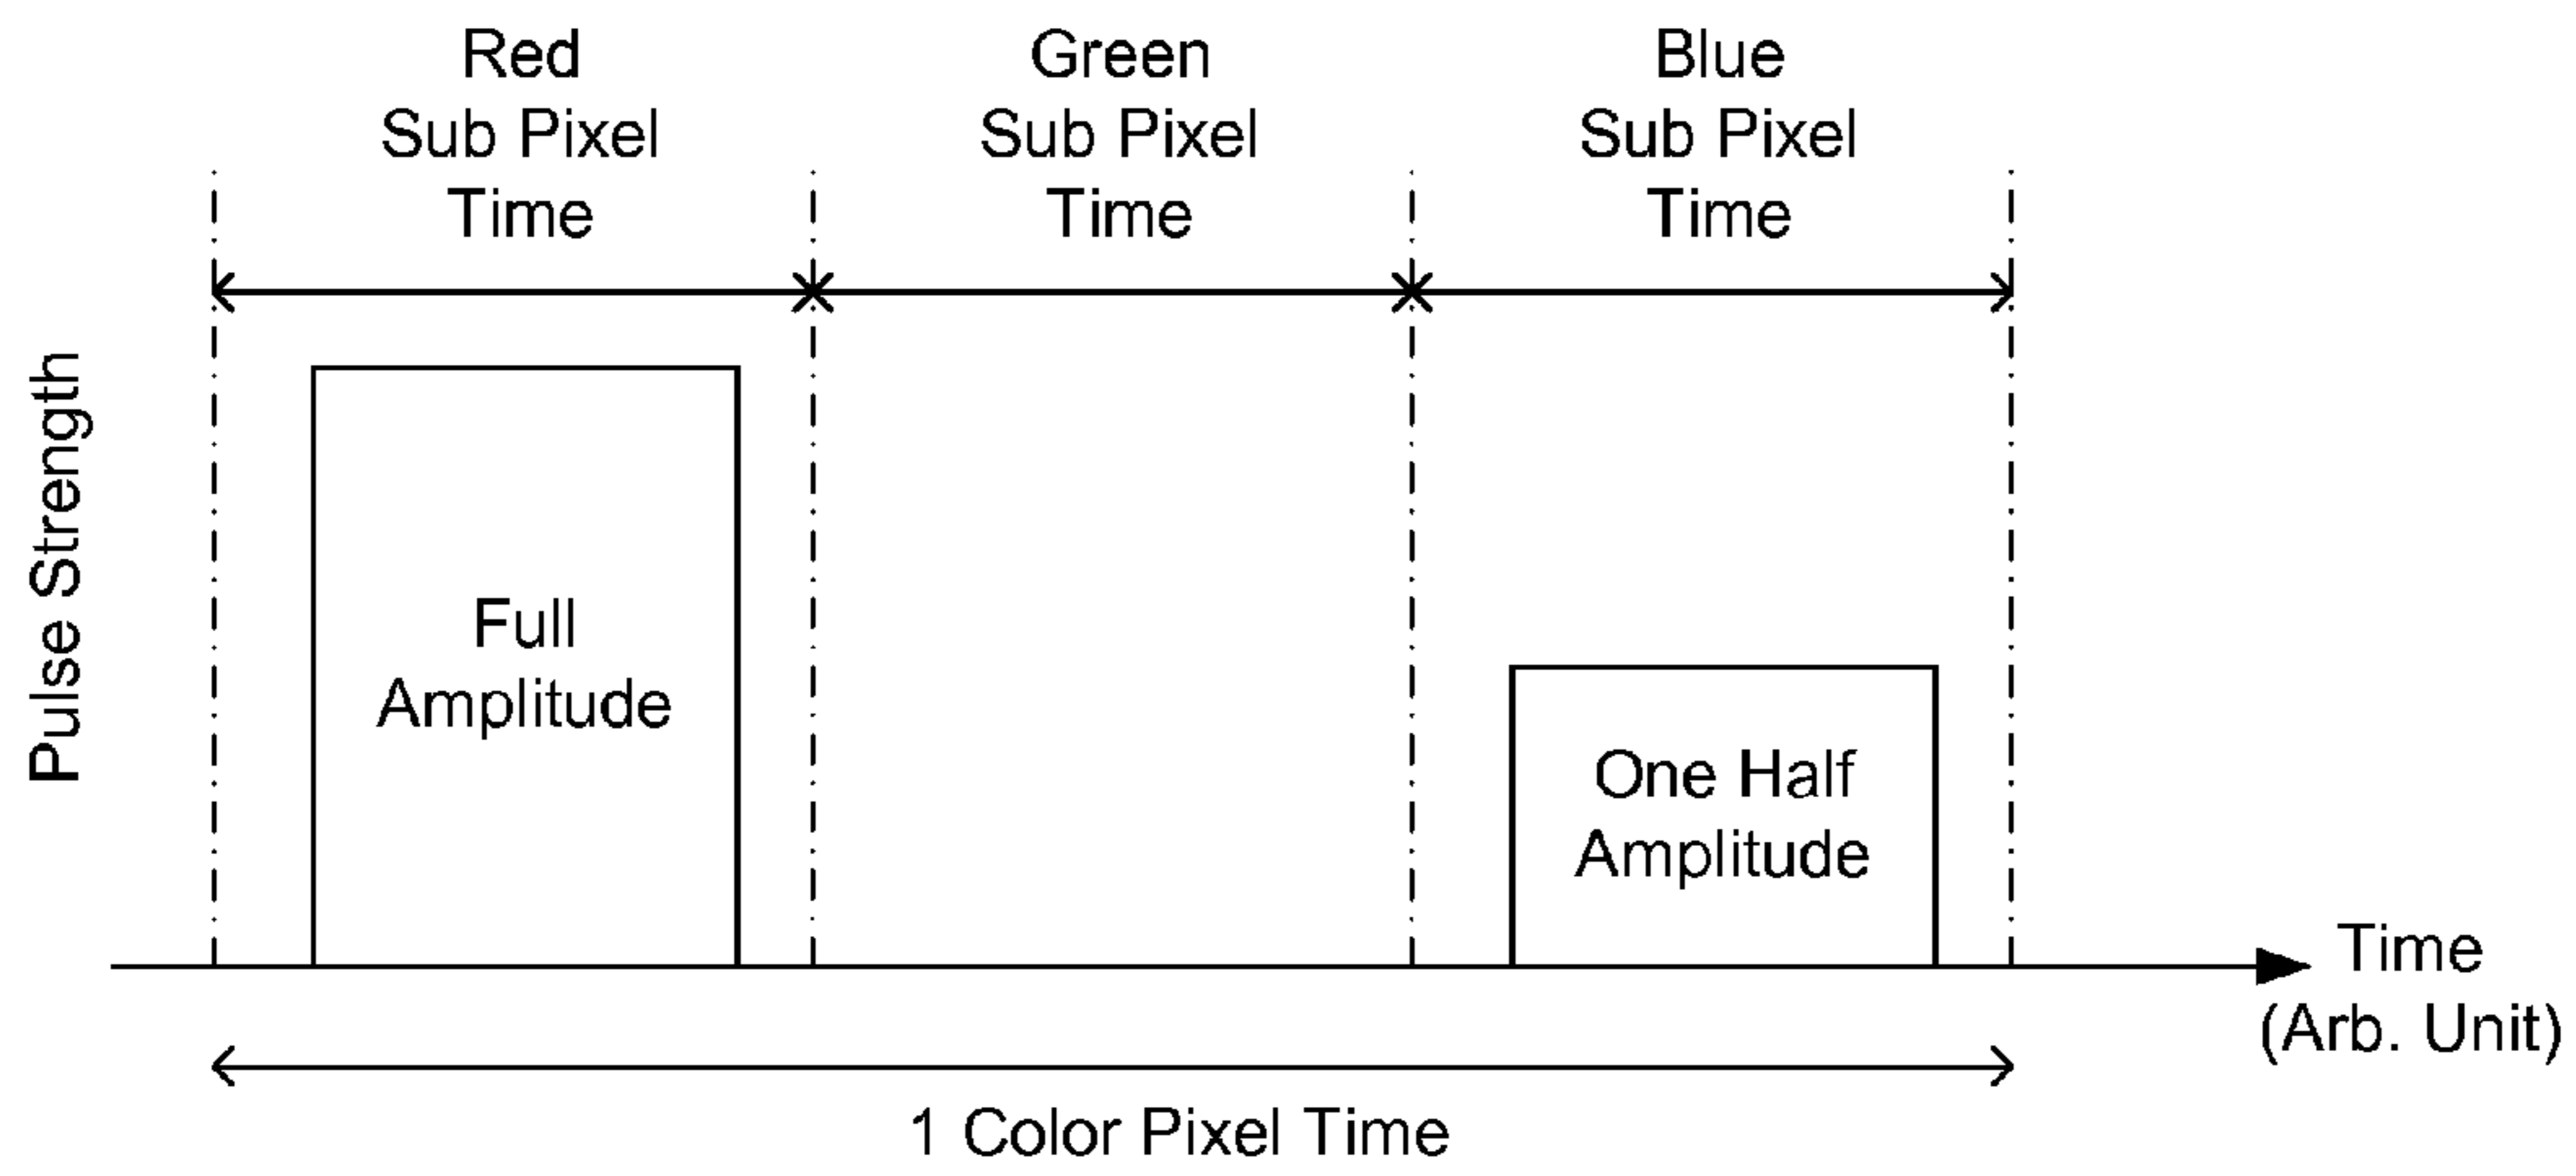 Red
Sub Pixel
Time
Green
Sub Pixel
Time
Blue
Sub Pixel
Time
Pulse Strength
Full
Amplitude
One Half
Amplitude
Time
(Arb. Unit)
1 Color Pixel Time